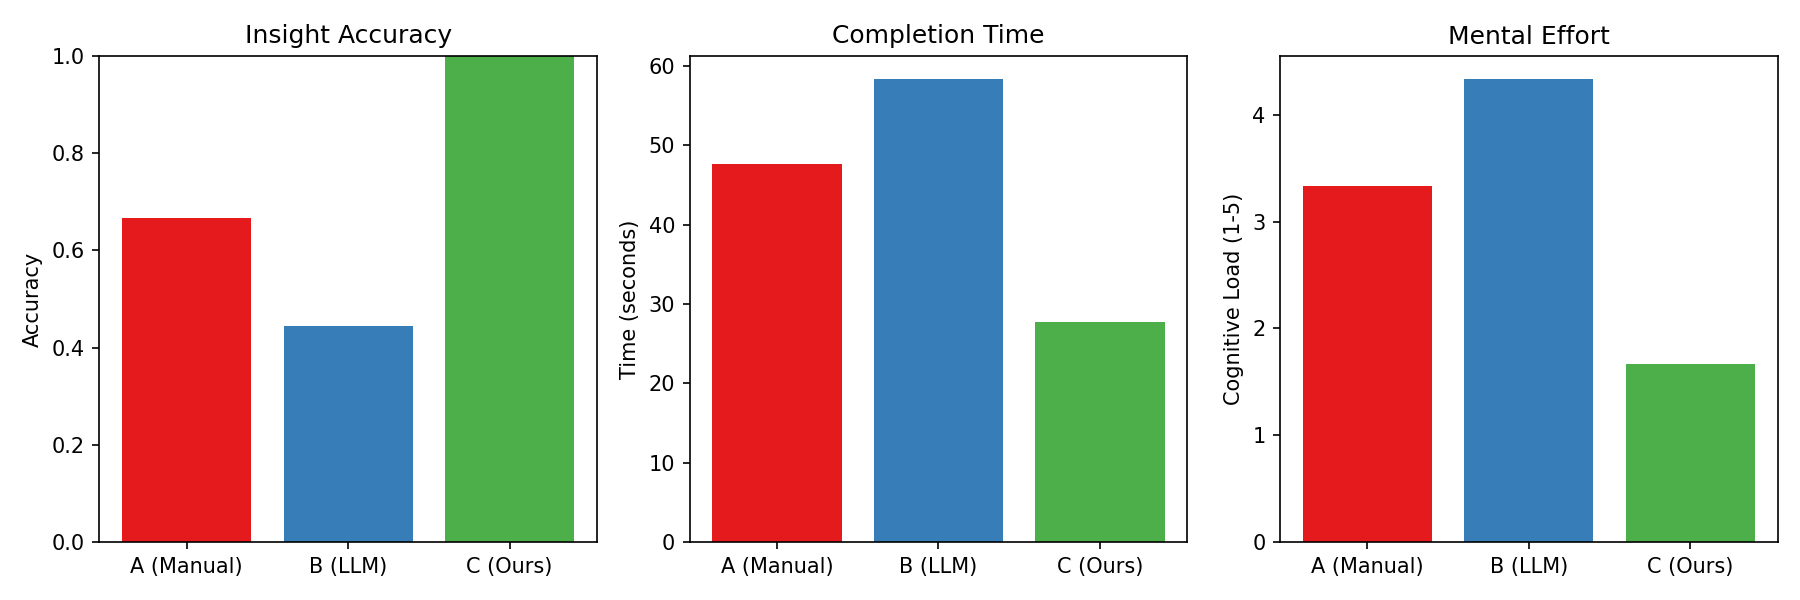 Insight Accuracy
Accuracy
1.0
0.8
0.6
0.4
0.2
0.0
A (Manual) B (LLM) C (Ours)
Completion Time
Time (seconds)
60
50
40
30
20
10
0
A (Manual) B (LLM) C (Ours)
Mental Effort
Cognitive Load (1-5)
4
3
2
1
0
A (Manual) B (LLM) C (Ours)